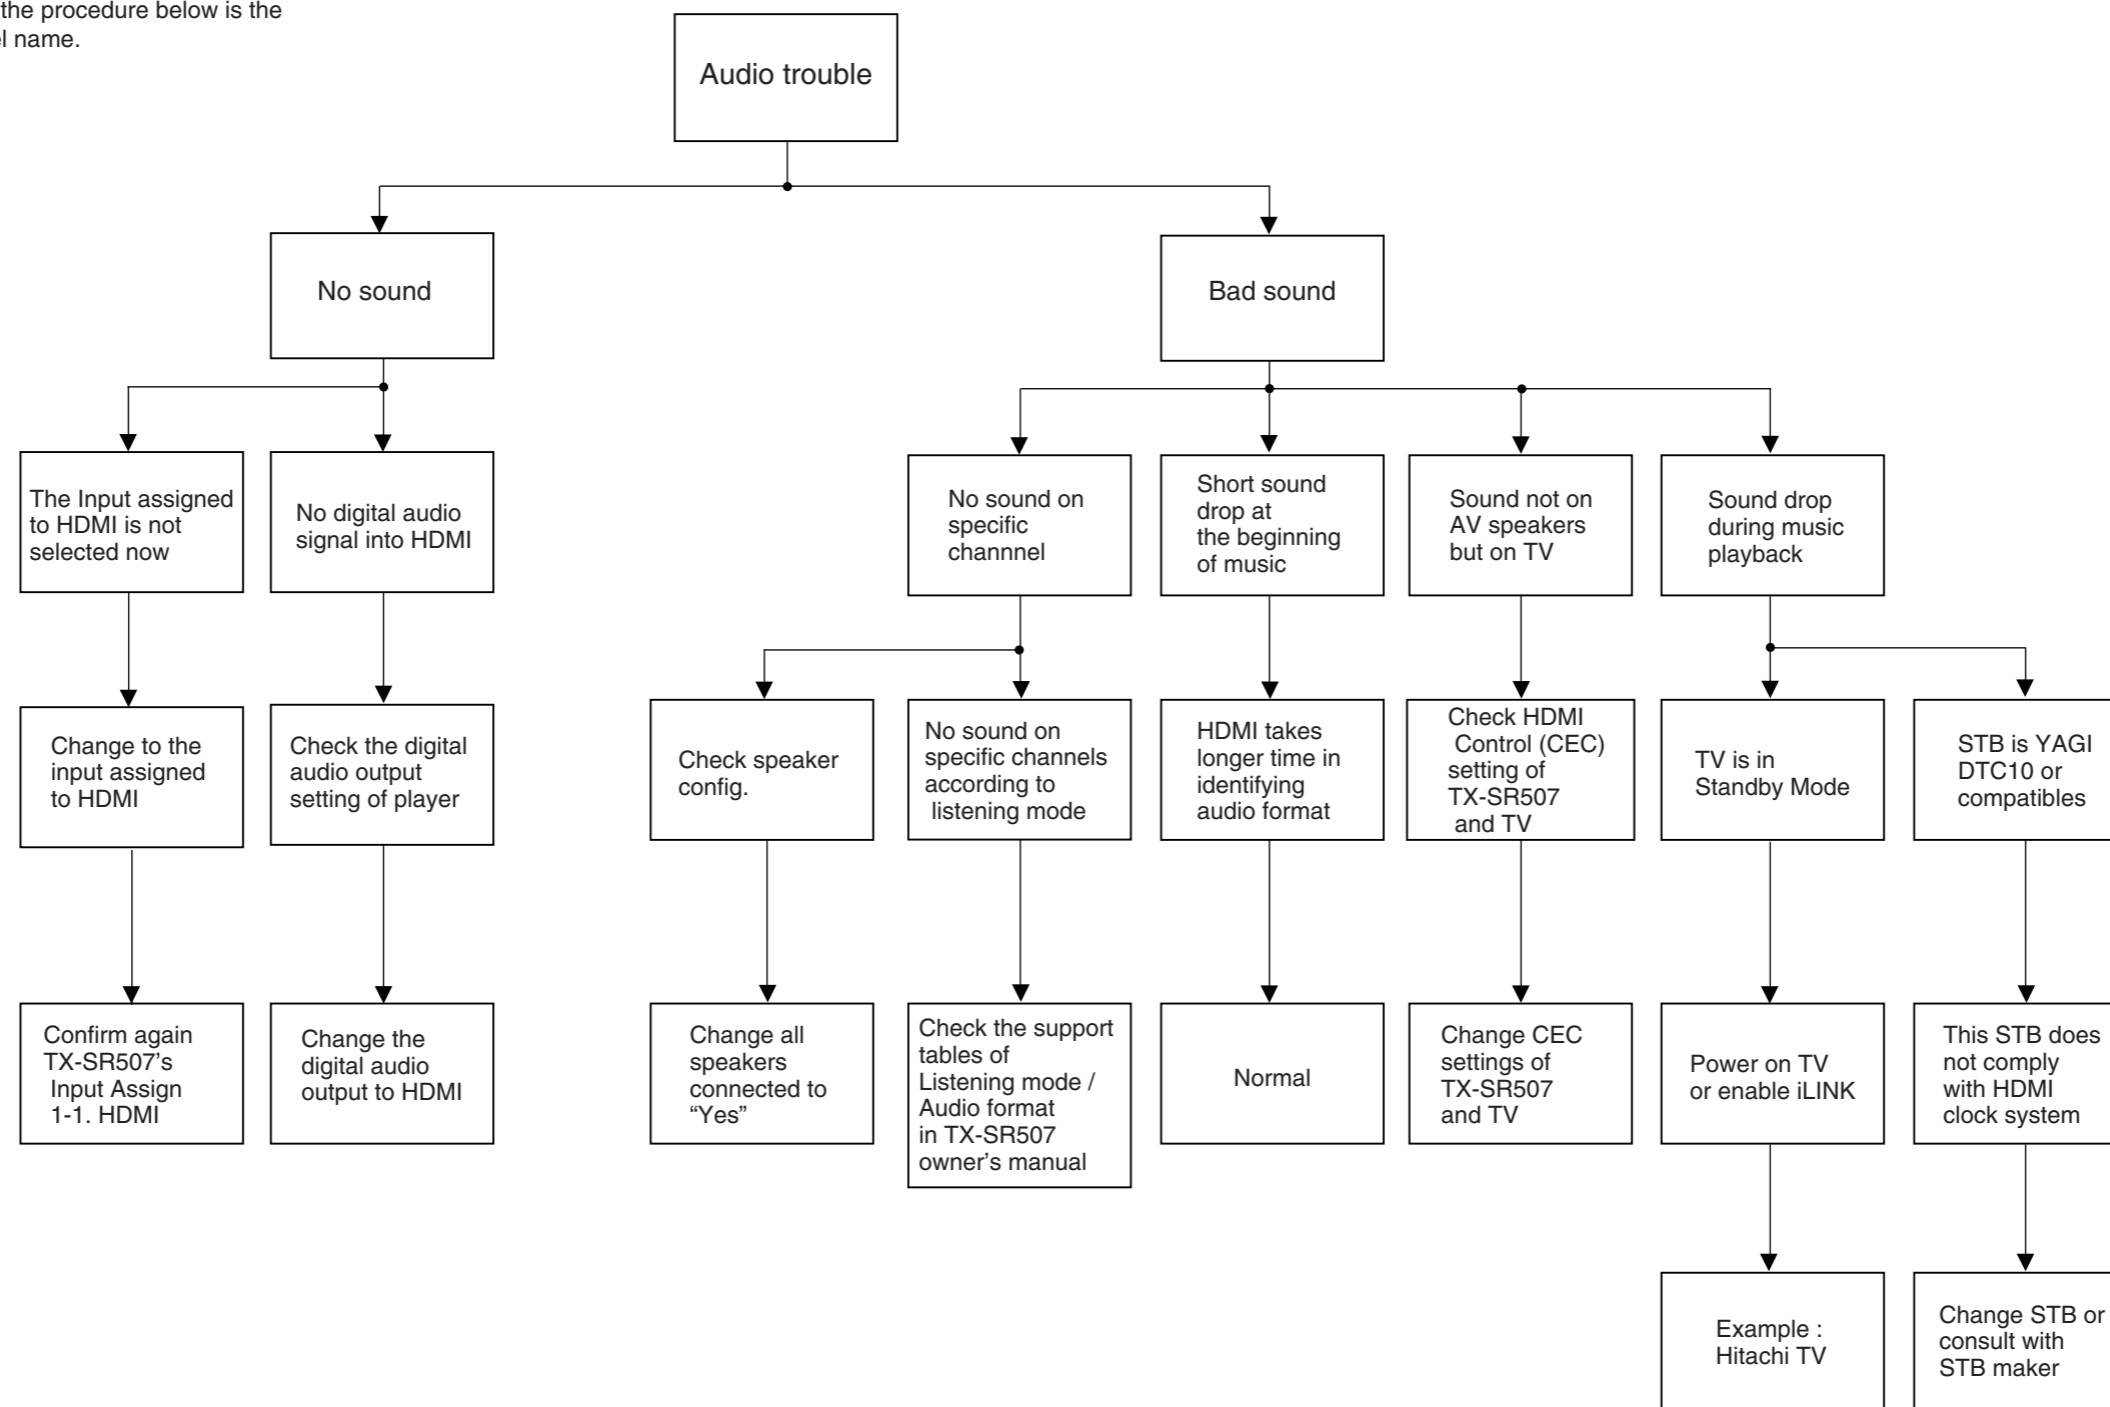 the procedure below is the
name.
Audio trouble
No sound
Bad sound
The Input assigned
to HDMI is not
selected now
No digital audio
signal into HDMI
No sound on
specific
channnel
Short sound
drop at
the beginning
of music
Sound not on
AV speakers
but on TV
Sound drop
during music
playback
Change to the
input assigned
to HDMI
Check the digital
audio output
setting of player
Check speaker
config.
No sound on
specific channels
according to
listening mode
HDMI takes
longer time in
identifying
audio format
Check HDMI
Control (CEC)
setting of
TX-SR507
and TV
TV is in
Standby Mode
STB is YAGI
DTC10 or
compatibles
Confirm again
TX-SR507’s
Input Assign
1-1. HDMI
Change the
digital audio
output to HDMI
Change all
speakers
connected to
“Yes”
Check the support
tables of
Listening mode /
Audio format
in TX-SR507
owner’s manual
Normal
Change CEC
settings of
TX-SR507
and TV
Power on TV
or enable iLINK
This STB does
not comply
with HDMI
clock system
Example :
Hitachi TV
Change STB or
consult with
STB maker